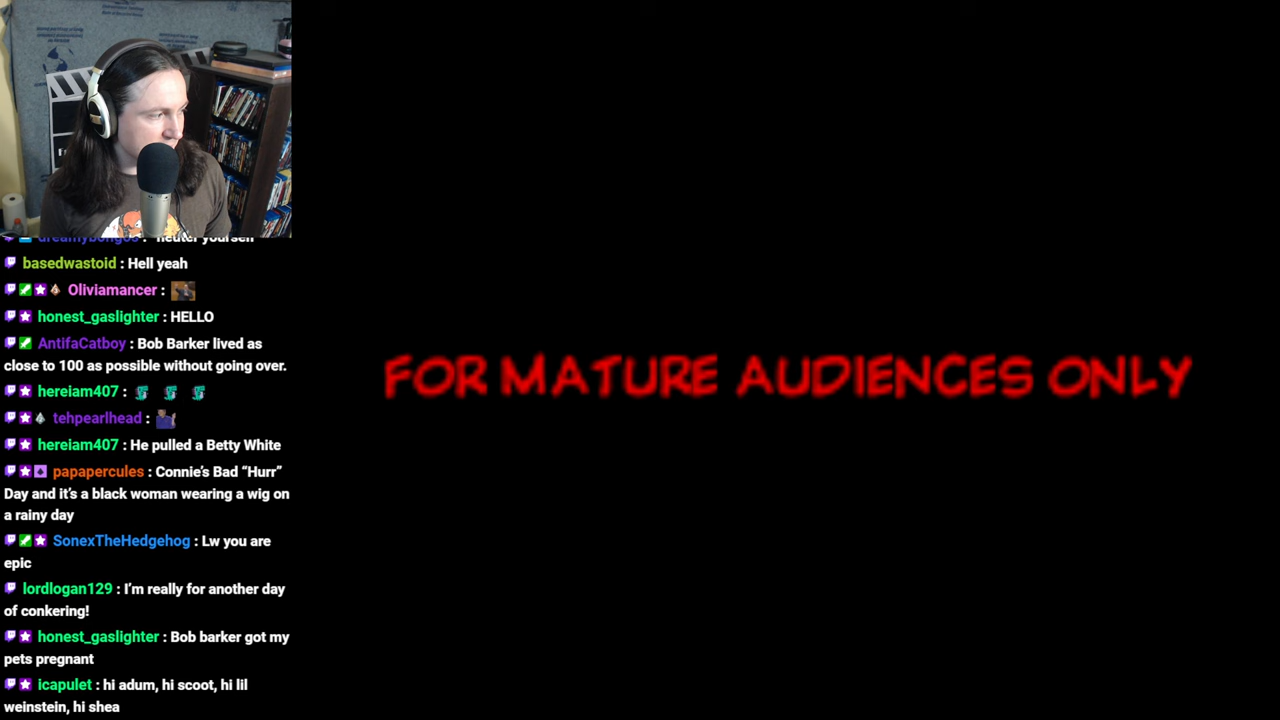 dreamybongos : neuter yourself
basedwastoid : Hell yeah
Oliviamancer :
honest_gaslighter : HELLO
AntifaCatboy : Bob Barker lived as
close to 100 as possible without going over.
hereiam407 :
tehpearlhead :
hereiam407 : He pulled a Betty White
papapercules : Connie's Bad “Hurr”
Day and it's a black woman wearing a wig on
a rainy day
SonexTheHedgehog : Lw you are
epic
lordlogan129 : I'm really for another day
of conkering!
honest_gaslighter : Bob barker got my
pets pregnant
icapulet : hi adum, hi scoot, hi lil
weinstein, hi shea
FOR MATURE AUDIENCES ONLY